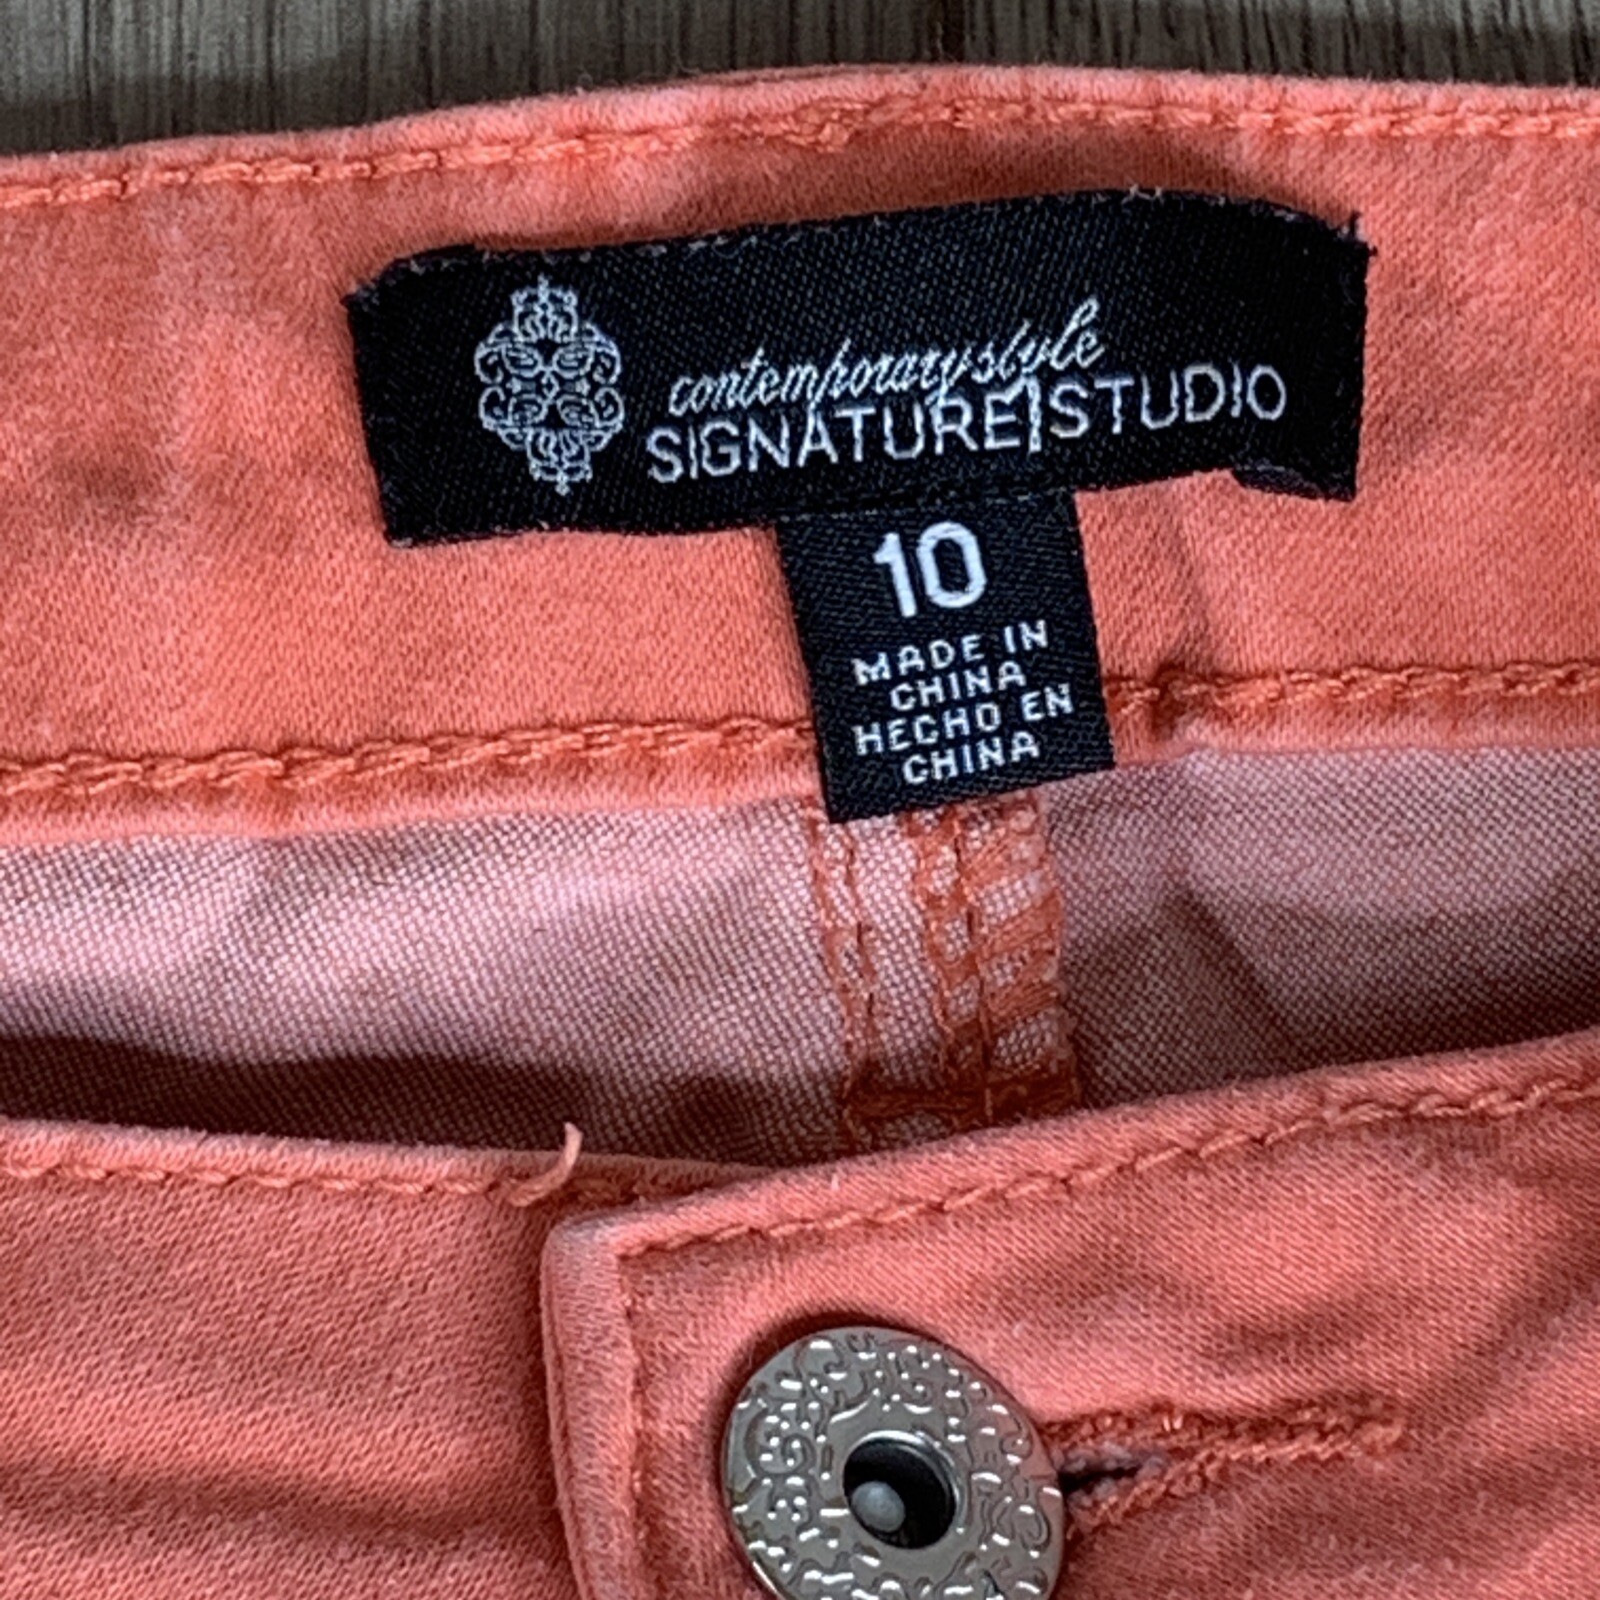 contemporarystyle
SIGNATURE|STUDIO
10
MADE IN
CHINA
HECHO EN
CHINA